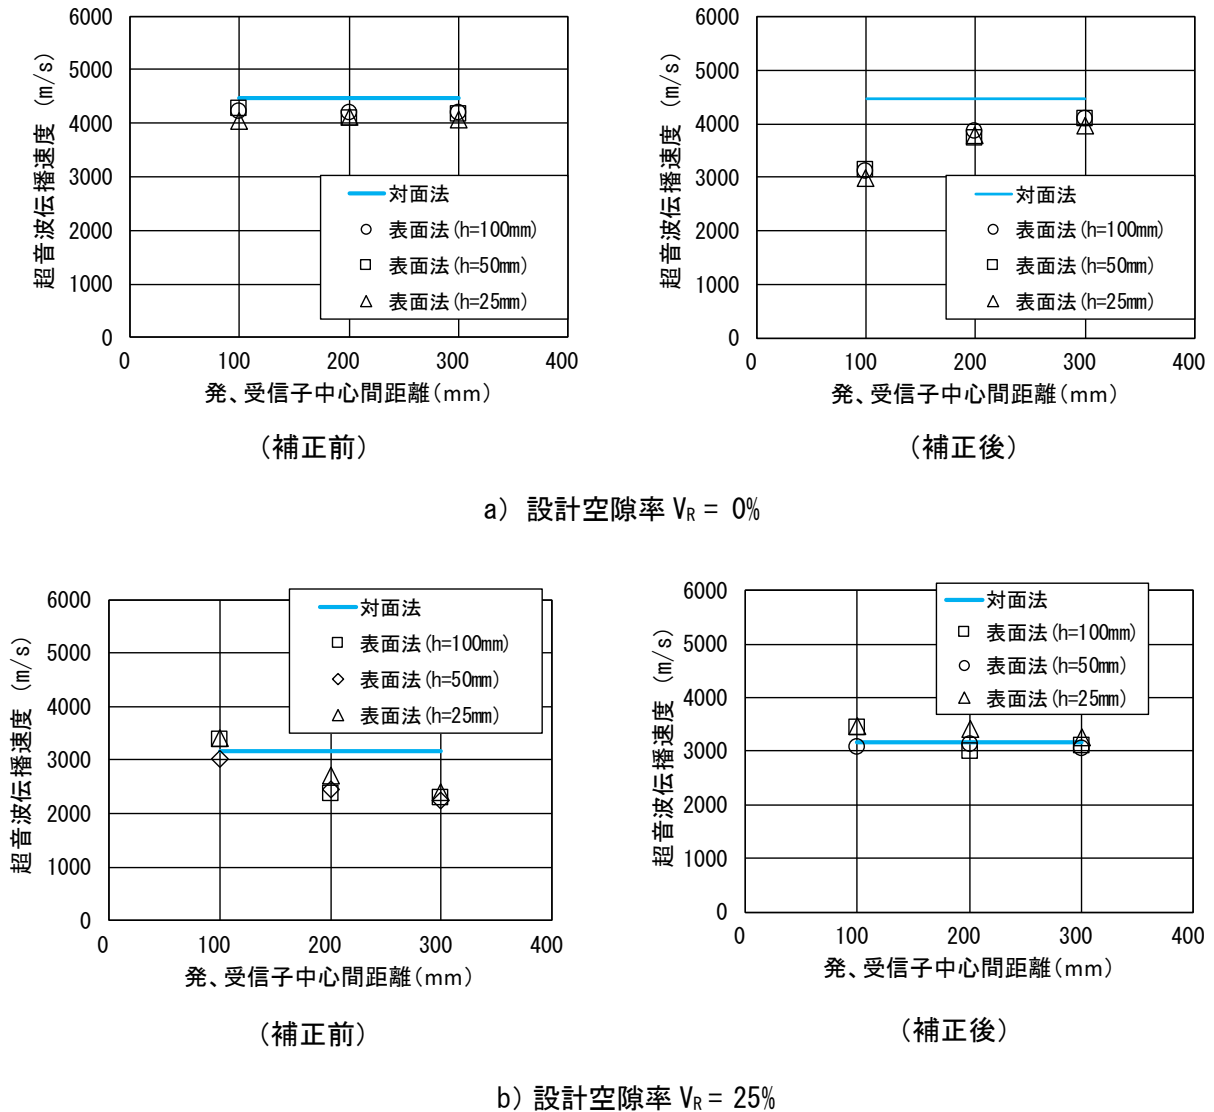 超音波伝播速度 (m/s)
6000
5000
4000
3000
2000
1000
0
対面法
表面法(h=100㎜)
表面法(h=50㎜)
表面法(h=25㎜)
0 100 200 300 400
発、受信子中心間距離(mm)
(補正前)
超音波伝播速度 (m/s)
6000
5000
4000
3000
2000
1000
0
対面法
表面法(h=100㎜)
表面法(h=50㎜)
表面法(h=25㎜)
0 100 200 300 400
発、受信子中心間距離(mm)
(補正後)
a) 設計空隙率 VR = 0%
超音波伝播速度 (m/s)
6000
5000
4000
3000
2000
1000
0
対面法
表面法(h=100㎜)
表面法(h=50㎜)
表面法(h=25㎜)
0 100 200 300 400
発、受信子中心間距離(mm)
(補正前)
超音波伝播速度 (m/s)
6000
5000
4000
3000
2000
1000
0
対面法
表面法(h=100㎜)
表面法(h=50㎜)
表面法(h=25㎜)
0 100 200 300 400
発、受信子中心間距離(mm)
(補正後)
b) 設計空隙率 VR = 25%